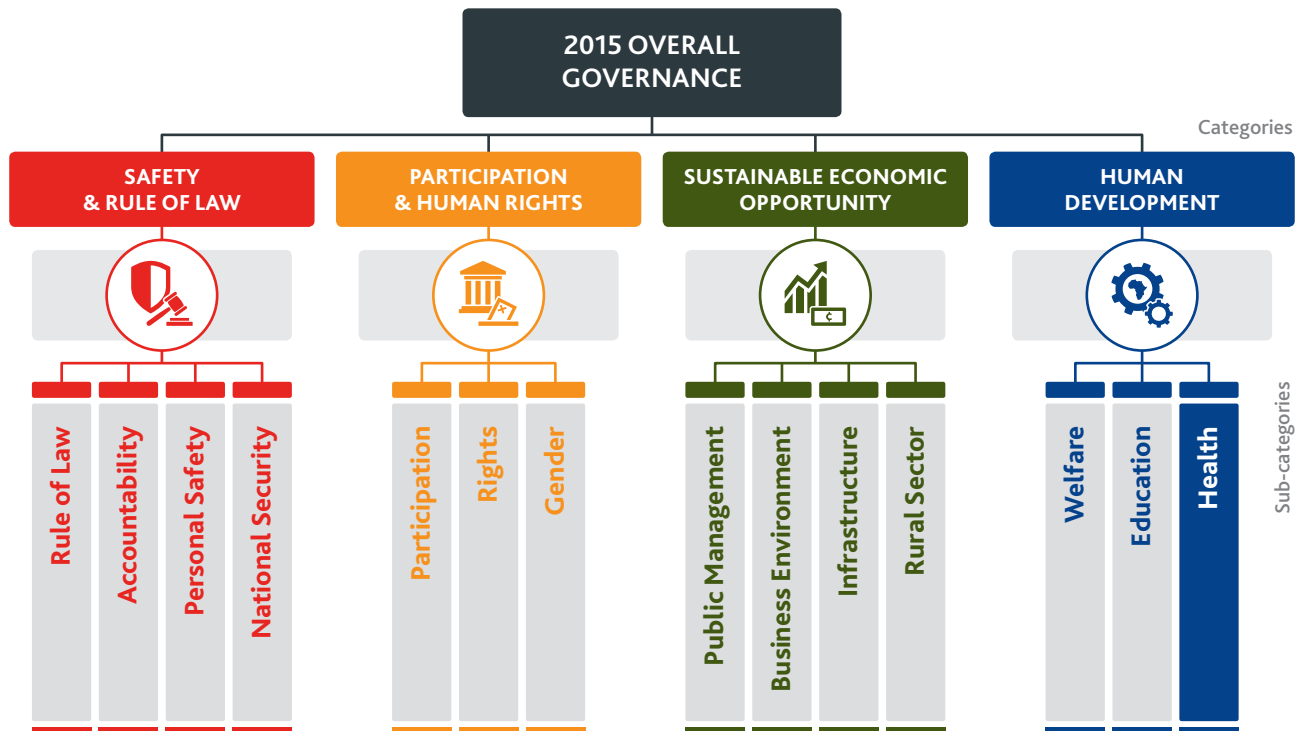 2015 OVERALL
GOVERNANCE
Categories
SAFETY
& RULE OF LAW
PARTICIPATION
& HUMAN RIGHTS
SUSTAINABLE ECONOMIC
OPPORTUNITY
HUMAN
DEVELOPMENT
¢
Rule of Law
Accountability
Personal Safety
National Security
Participation
Rights
Gender
Public Management
Business Environment
Infrastructure
Rural Sector
Welfare
Education
Health
Sub-categories